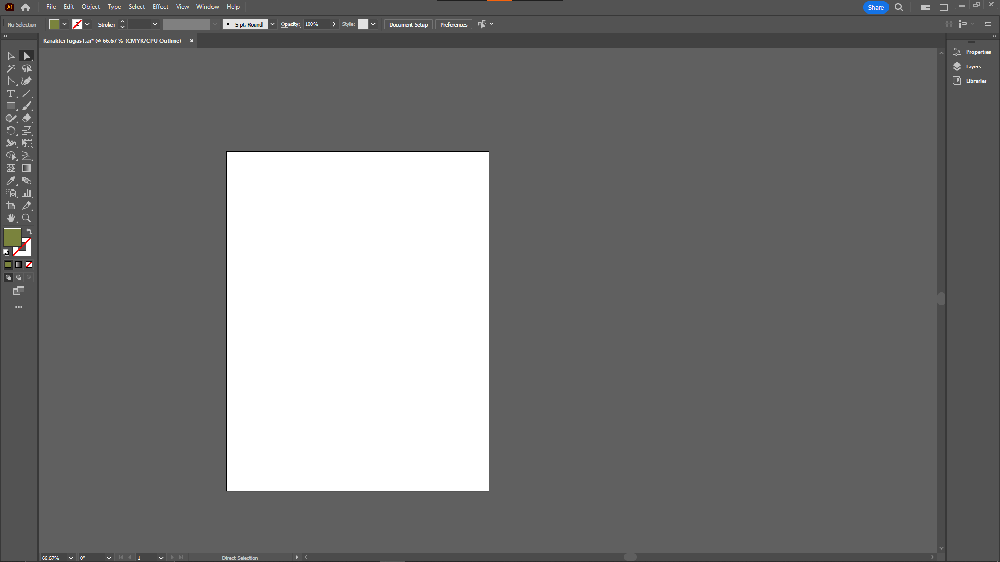 Ai File Edit Object Type Select Effect View Window Help Share
No Selection Stroke: 5 pt. Round Opacity: 100% Style: Document Setup Preferences
KarakterTugas1.ai* @ 66.67 % (CMYK/CPU Outline)
Properties
Layers
Libraries
66.67% 0° 1 Direct Selection